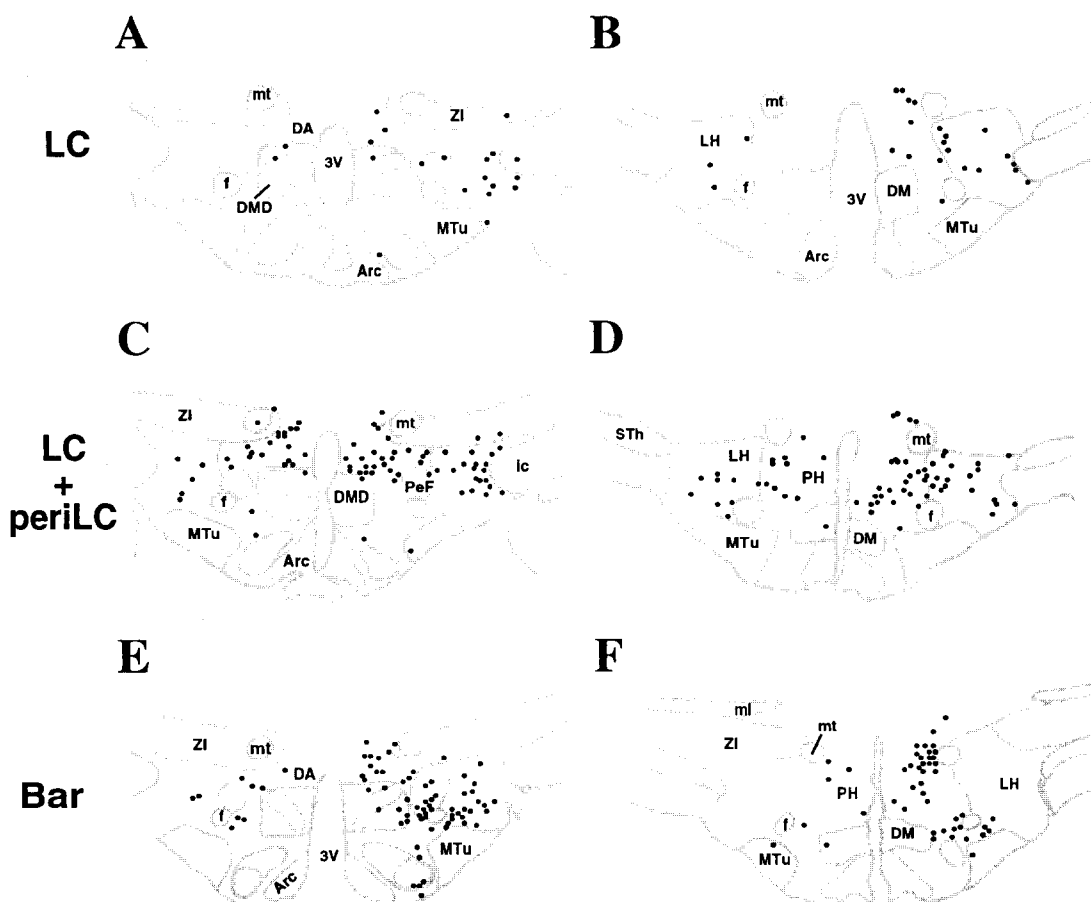 A
B
LC
mt
DA
ZI
3V
f
DMD
MTu
Arc
mt
LH
f
3V
DM
MTu
Arc
C
D
LC
+
periLC
ZI
mt
ic
DMD
PeF
f
MTu
Arc
STh
mt
LH
PH
f
MTu
DM
E
F
Bar
ZI
mt
DA
f
3V
MTu
Arc
ml
mt
ZI
PH
LH
f
DM
MTu